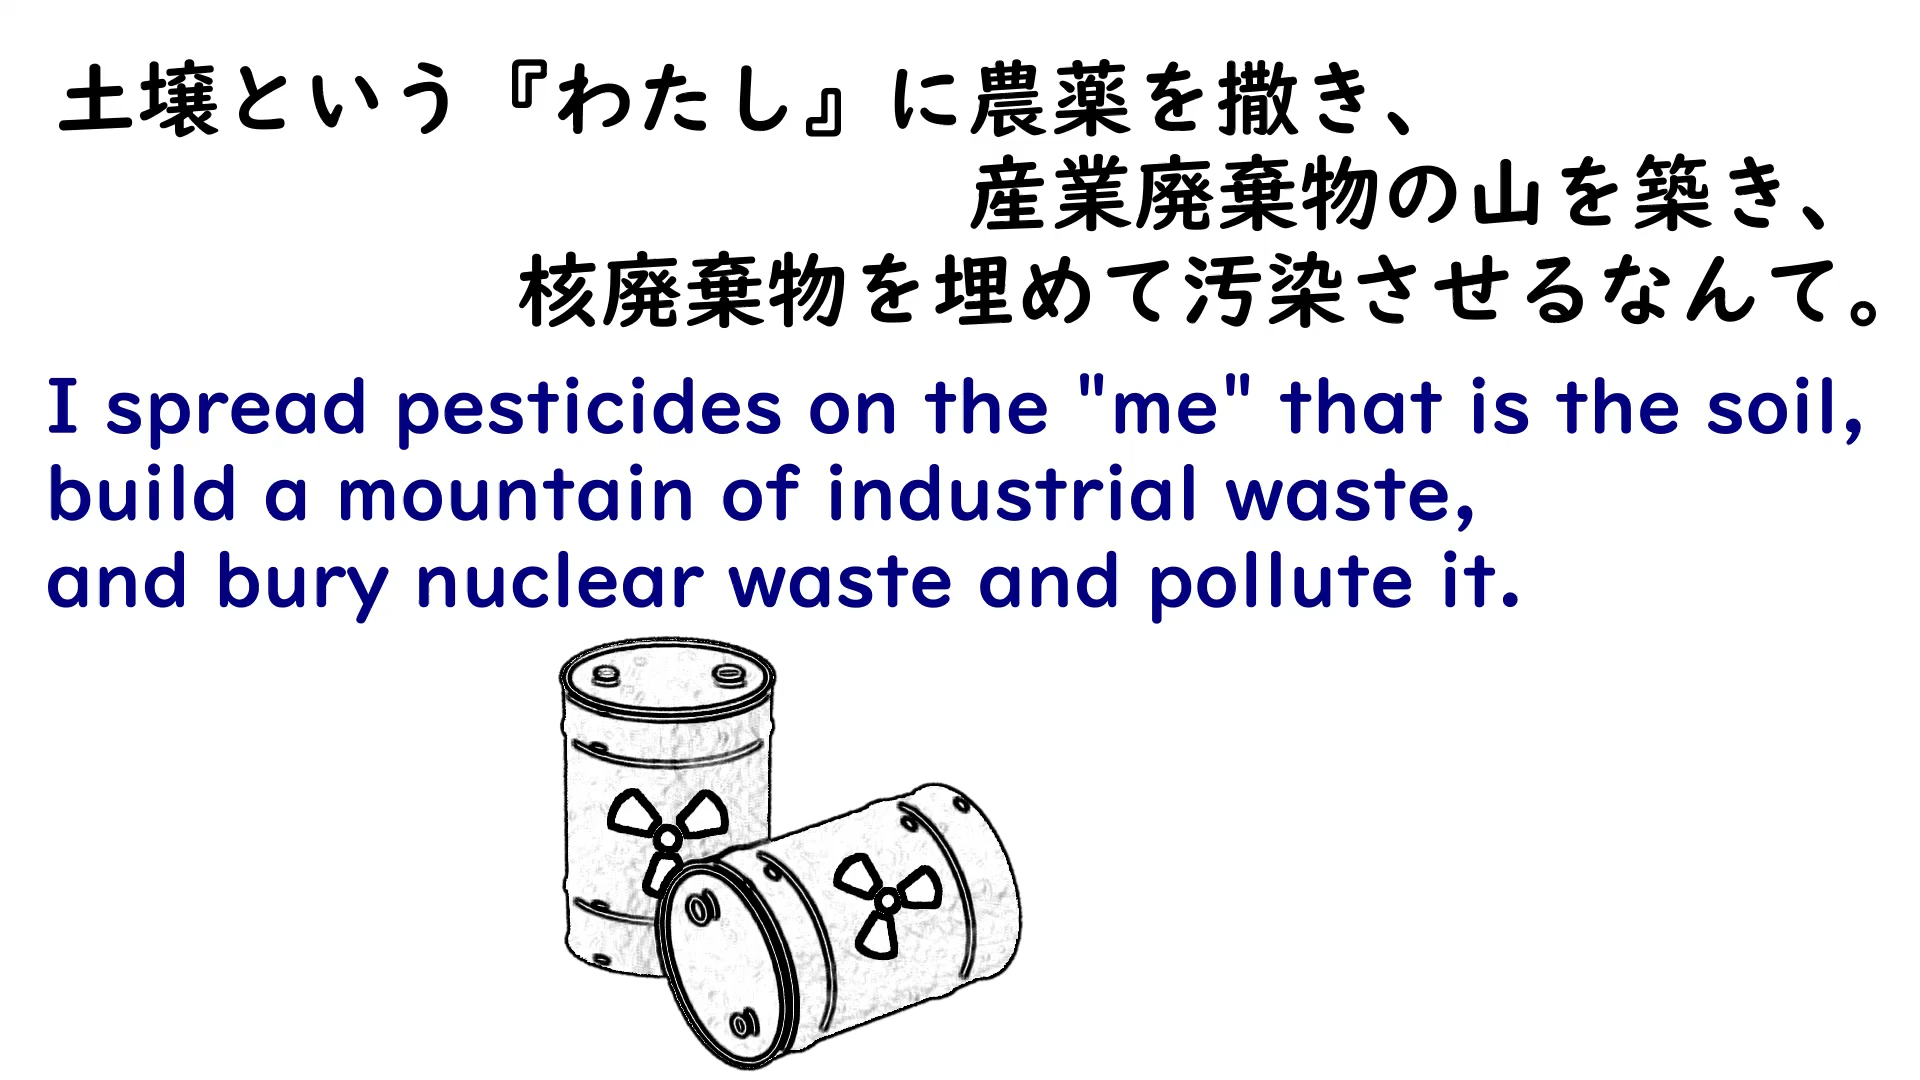 土壌という『わたし』に農薬を撒き、
産業廃棄物の山を築き、
核廃棄物を埋めて汚染させるなんて。
I spread pesticides on the "me" that is the soil,
build a mountain of industrial waste,
and bury nuclear waste and pollute it.